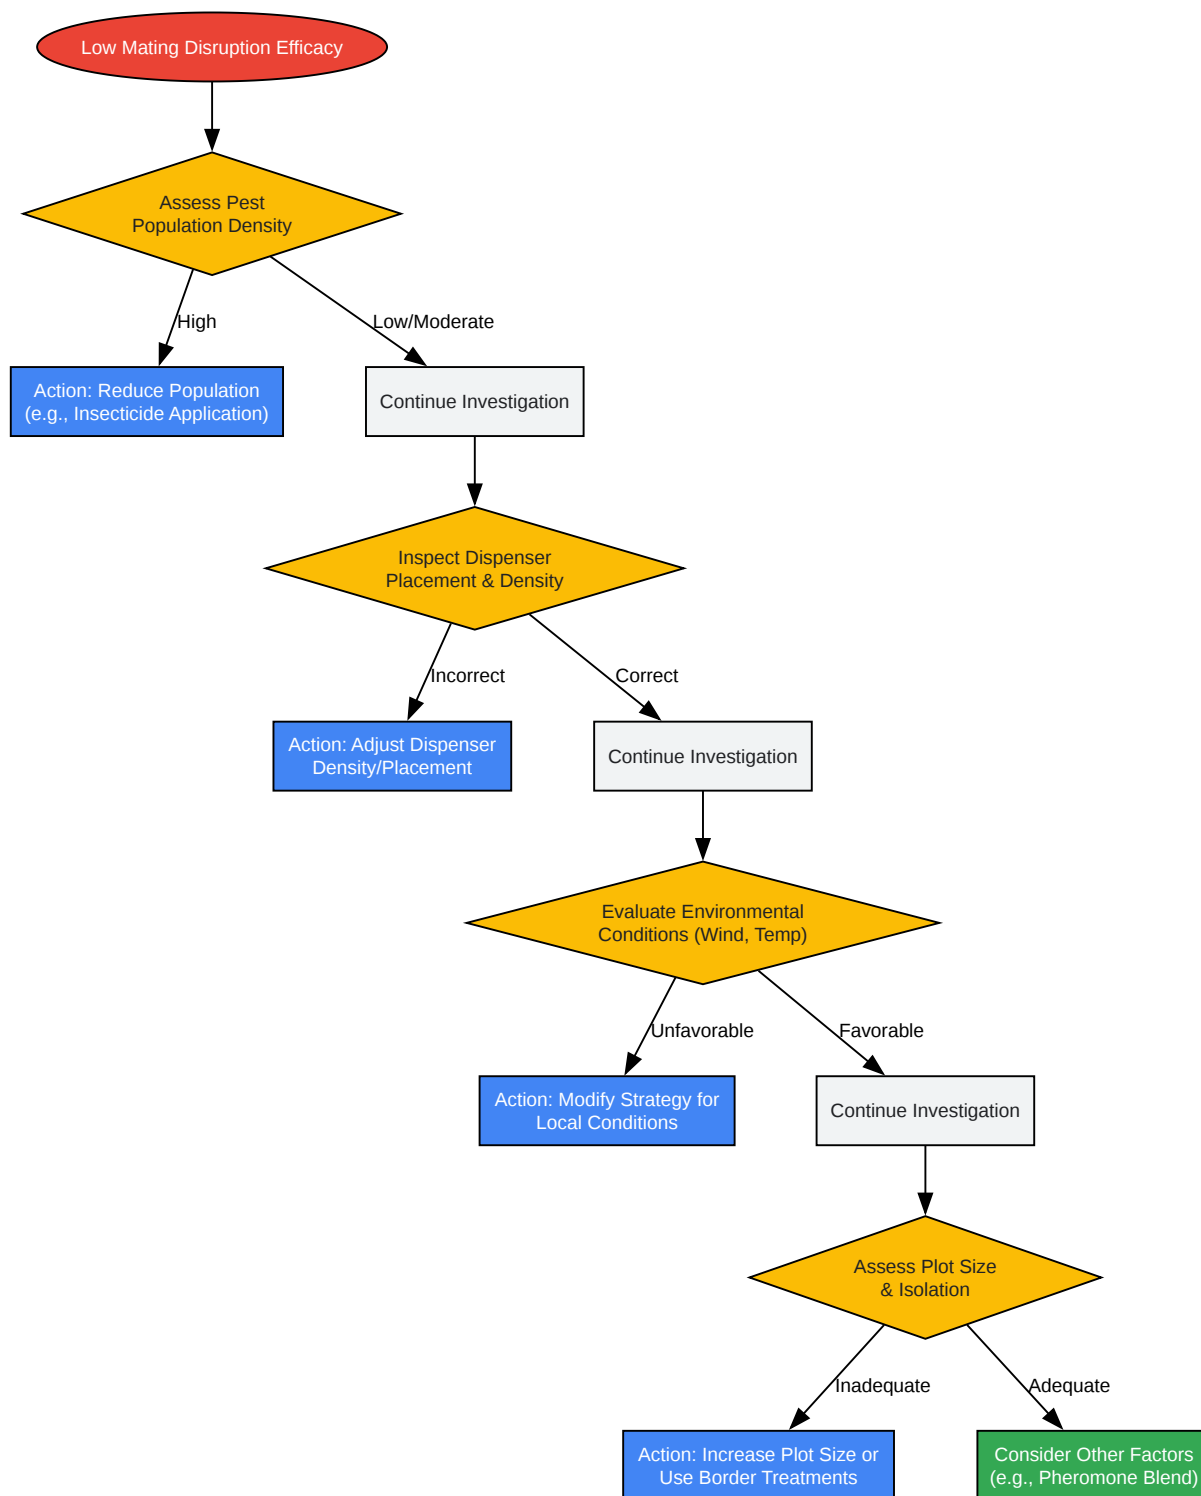 Low Mating Disruption Efficacy
Assess Pest
Population Density
High
Low/Moderate
Action: Reduce Population
(e.g., Insecticide Application)
Continue Investigation
Inspect Dispenser
Placement & Density
Incorrect
Correct
Action: Adjust Dispenser
Density/Placement
Continue Investigation
Evaluate Environmental
Conditions (Wind, Temp)
Unfavorable
Favorable
Action: Modify Strategy for
Local Conditions
Continue Investigation
Assess Plot Size
& Isolation
Inadequate
Adequate
Action: Increase Plot Size or
Use Border Treatments
Consider Other Factors
(e.g., Pheromone Blend)